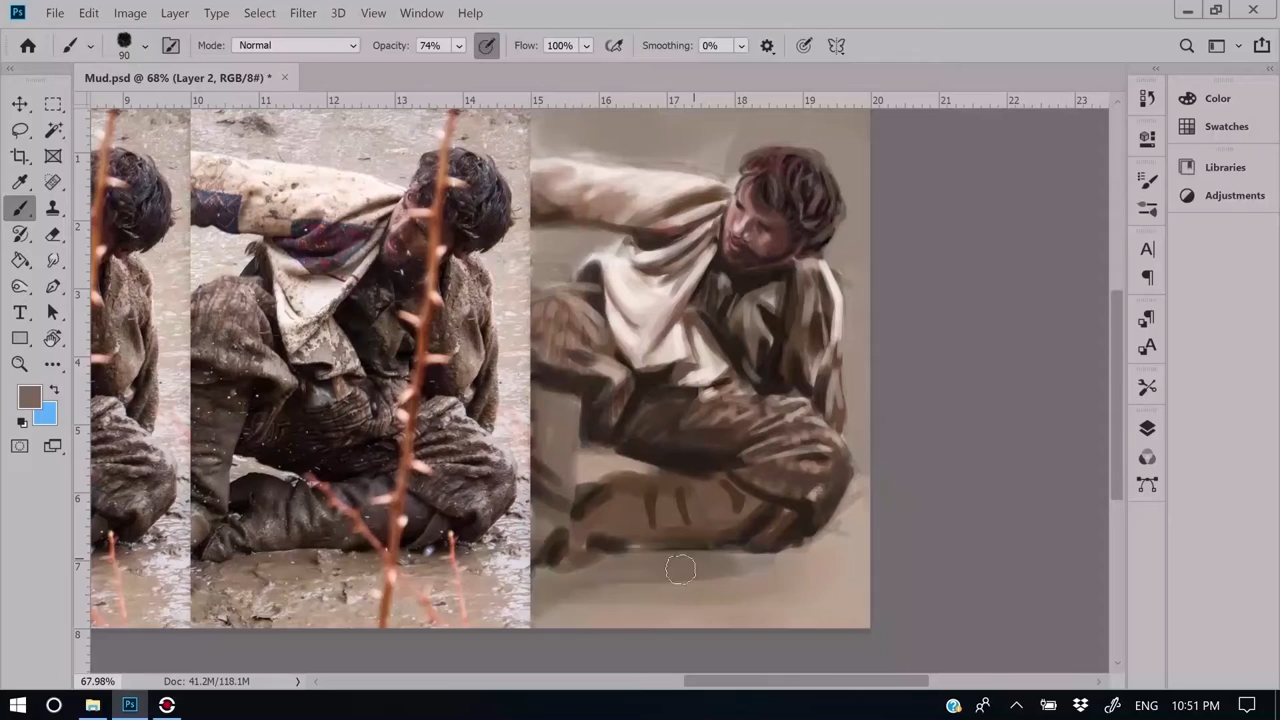 Ps File Edit Image Layer Type Select Filter 3D View Window Help
90 Mode: Normal Opacity: 74% Flow: 100% Smoothing: 0%
Mud.psd @ 68% (Layer 2, RGB/8#) *
9 10 11 12 13 14 15 16 17 18 19 20 21 22 23
1
2
3
4
5
6
7
8
Color
Swatches
Libraries
Adjustments
67.98% Doc: 41.2M/118.1M
Ps ENG 10:51 PM